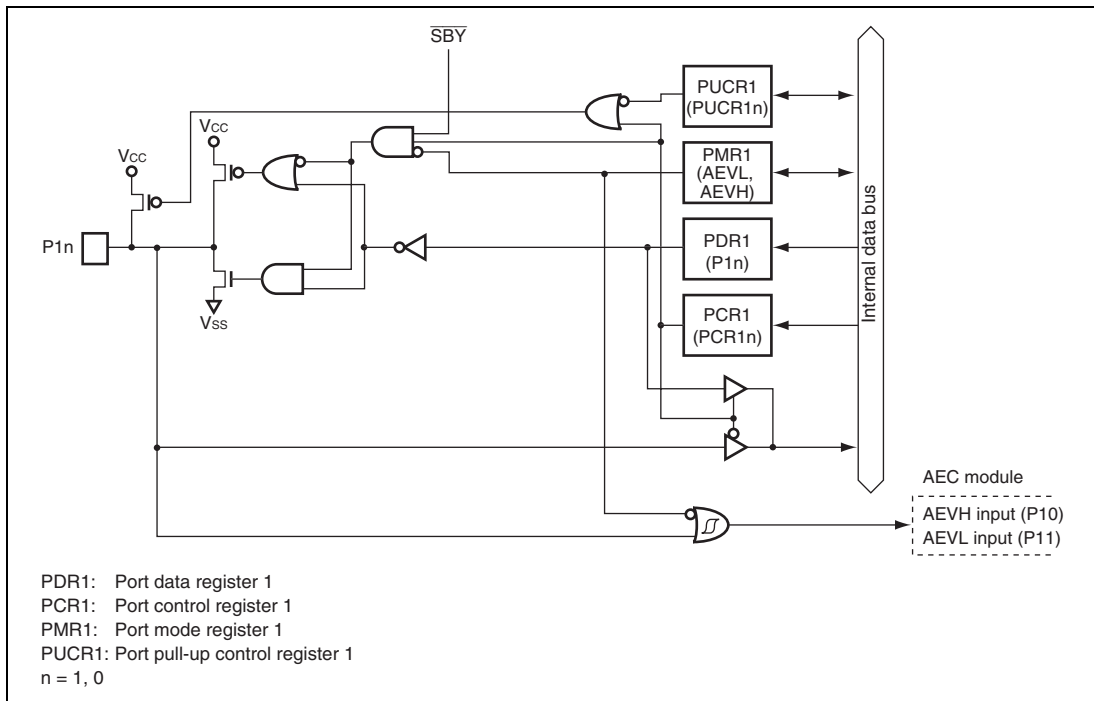 SBY
PUCR1
(PUCR1n)
VCC
VCC
PMR1
(AEVL,
AEVH)
P1n
PDR1
(P1n)
PCR1
(PCR1n)
VSS
Internal data bus
AEC module
AEVH input (P10)
AEVL input (P11)
PDR1: Port data register 1
PCR1: Port control register 1
PMR1: Port mode register 1
PUCR1: Port pull-up control register 1
n = 1, 0